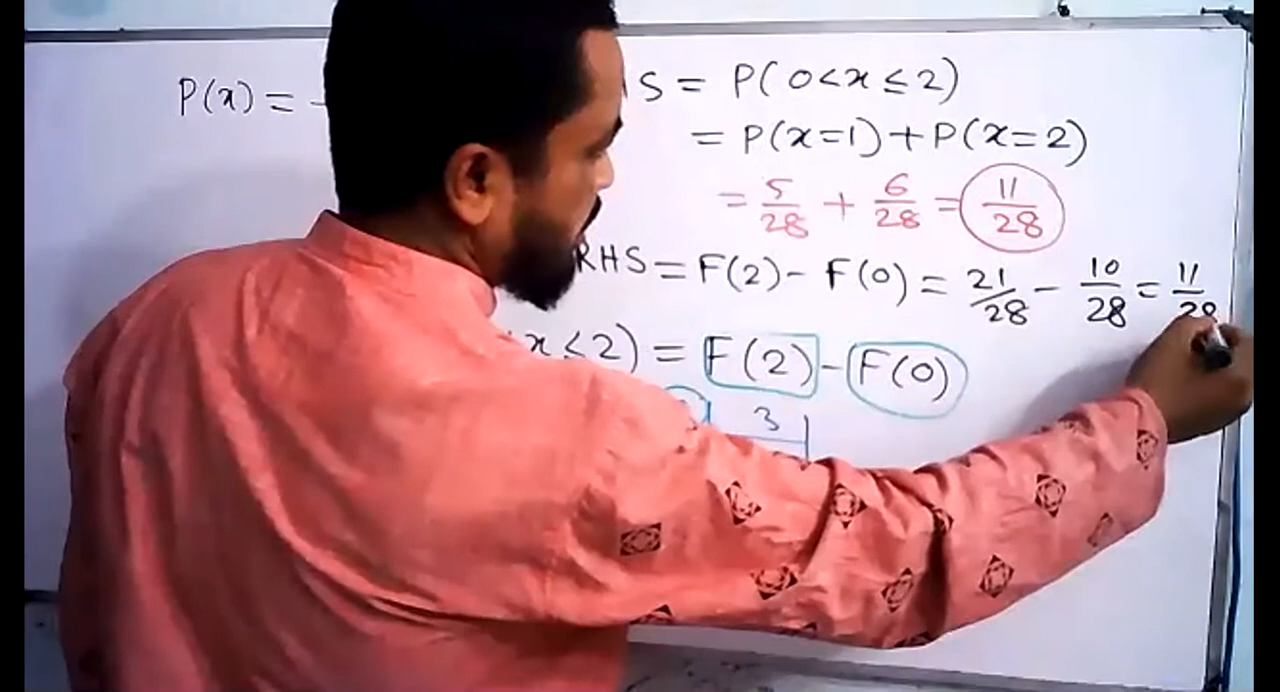 P(x) =
S = P(0<x≤2)
= P(x=1)+P(x=2)
= 5/28 + 6/28 = 11/28
RHS = F(2) - F(0) = 21/28 - 10/28 = 11/28
x≤2) = F(2) - F(0)
3